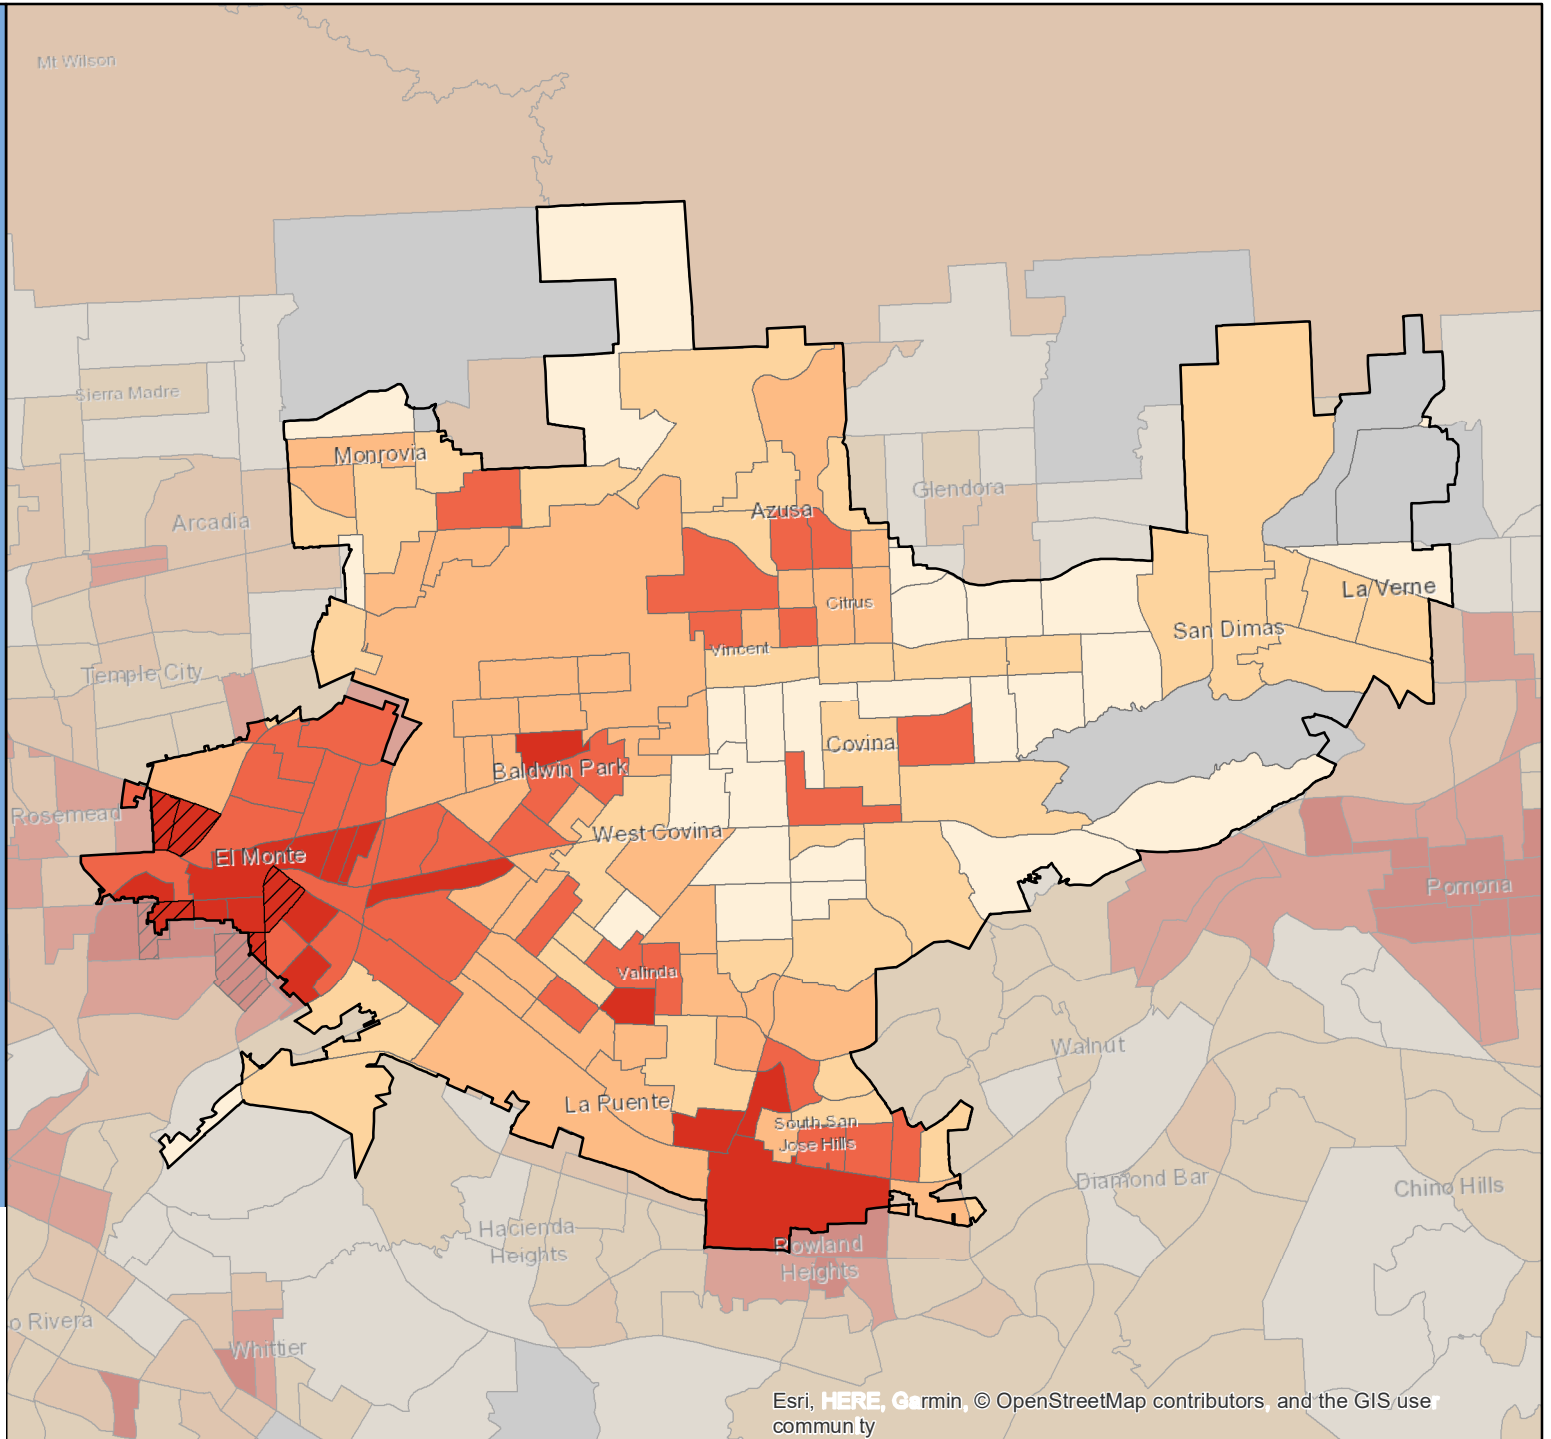 Mt Wilson
Sierra Madre
Monrovia
Glendora
Azusa
Arcadia
La Verne
Citrus
San Dimas
Vincent
Temple City
Covina
Baldwin Park
Rosemead
West Covina
El Monte
Pomona
Valinda
Walnut
La Puente
South San
Jose Hills
Diamond Bar
Chino Hills
Hacienda
Heights
Rowland
Heights
o Rivera
Whittier
Esri, HERE, Garmin, © OpenStreetMap contributors, and the GIS user
community